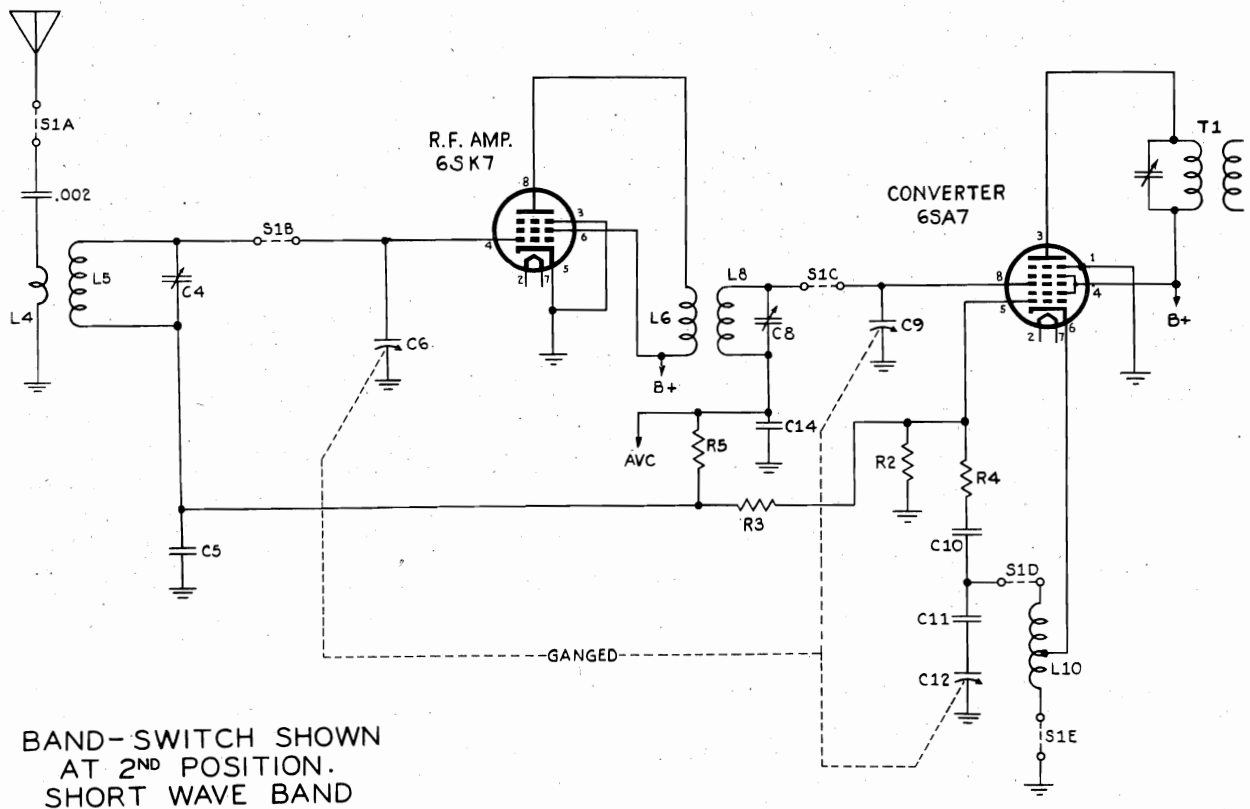 S1A
.002
L4
L5
C4
S1B
C6
C5
R.F. AMP.
6SK7
8
3
6
4
5
2
7
L6
L8
B+
C8
S1C
C9
AVC
R5
C14
R3
CONVERTER
6SA7
3
1
8
4
5
6
2
7
T1
B+
R2
R4
C10
S1D
C11
C12
L10
S1E
GANGED
BAND-SWITCH SHOWN
AT 2ND POSITION.
SHORT WAVE BAND